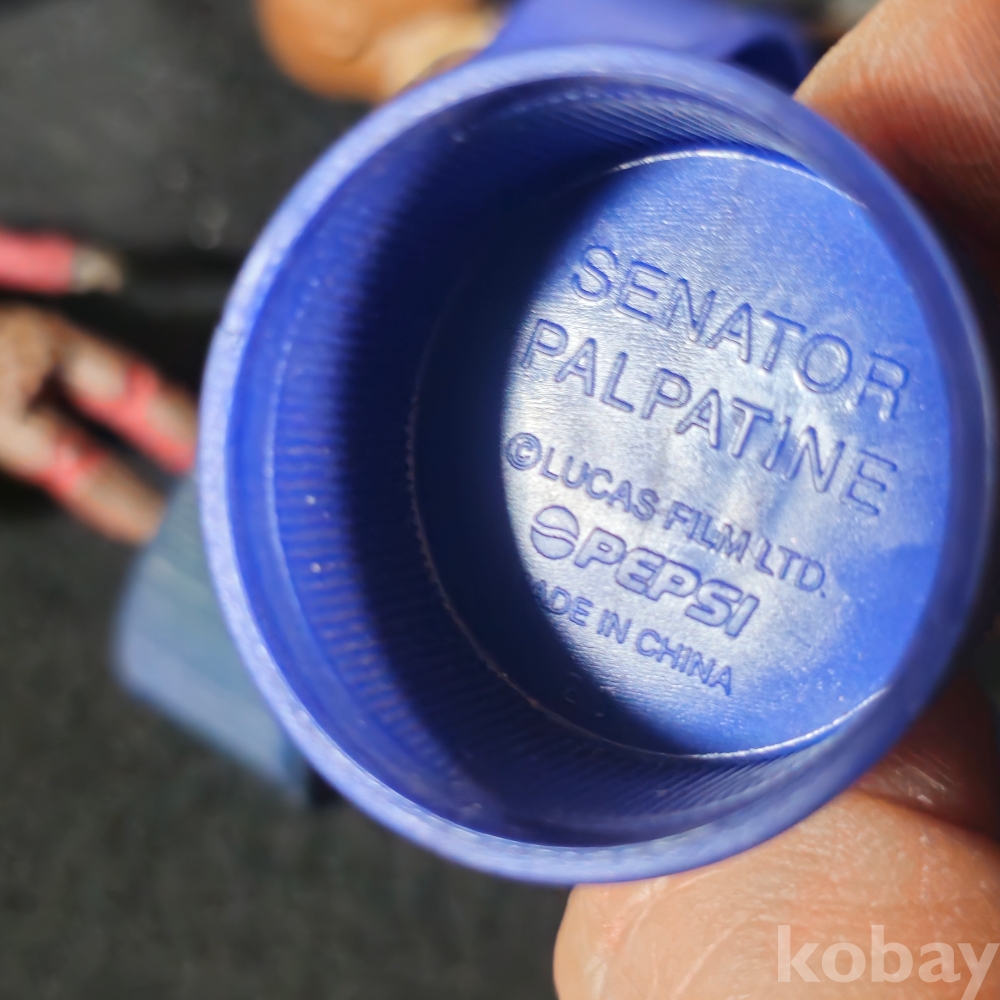 SENATOR
PALPATINE
©LUCAS FILM LTD.
PEPSI
ADE IN CHINA
kobay